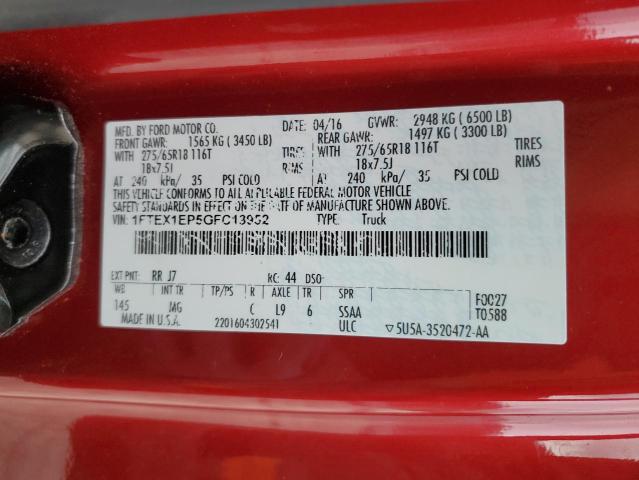 MFD. BY FORD MOTOR CO. DATE: 04/16 GVWR: 2948 KG (6500 LB)
FRONT GAWR: 1565 KG (3450 LB) REAR GAWR: 1497 KG (3300 LB)
WITH 275/65R18 116T TIRES WITH 275/65R18 116T TIRES
18x7.5J RIMS 18x7.5J RIMS
AT 240 kPa/ 35 PSI COLD AT 240 kPa/ 35 PSI COLD
THIS VEHICLE CONFORMS TO ALL APPLICABLE FEDERAL MOTOR VEHICLE
SAFETY STANDARDS IN EFFECT ON THE DATE OF MANUFACTURE SHOWN ABOVE.
VIN: 1FTEX1EP5GFC13952 TYPE: Truck
EXT PNT: RR J7 RC: 44 DSO:
WB INT TR TP/PS R AXLE TR SPR F0027
145 MG C L9 6 SSAA T0588
MADE IN U.S.A. 2201604302541 ULC ▽5U5A-3520472-AA